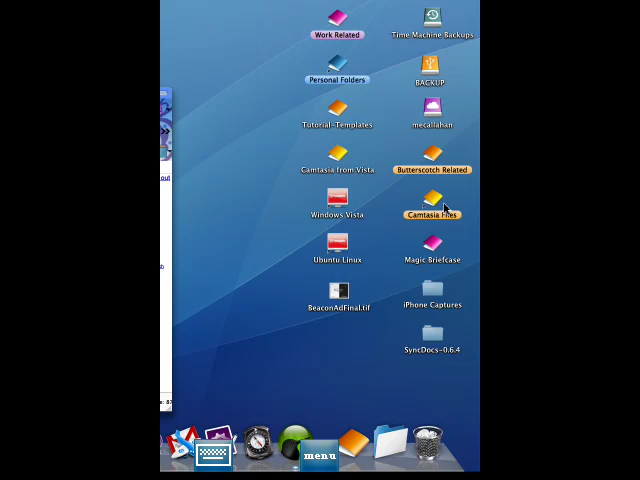 Work Related
Time Machine Backups
Personal Folders
BACKUP
Tutorial-Templates
mecallahan
out
Camtasia from Vista
Butterscotch Related
Windows Vista
Camtasia Files
Ubuntu Linux
Magic Briefcase
BeaconAdFinal.tif
iPhone Captures
SyncDocs-0.6.4
menu